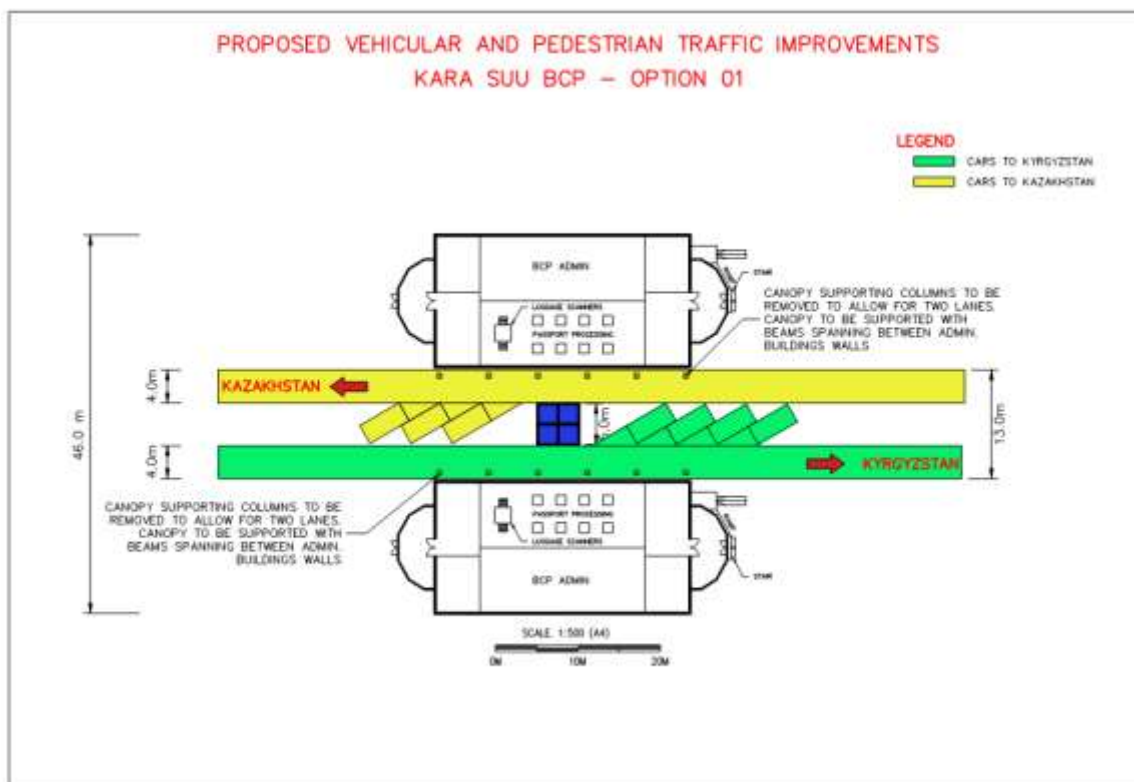 PROPOSED VEHICULAR AND PEDESTRIAN TRAFFIC IMPROVEMENTS
KARA SUU BCP – OPTION 01
LEGEND
CARS TO KYRGYZSTAN
CARS TO KAZAKHSTAN
BCP ADMIN
STAIR
LUGGAGE SCANNERS
PASSPORT PROCESSING
CANOPY SUPPORTING COLUMNS TO BE
REMOVED TO ALLOW FOR TWO LANES.
CANOPY TO BE SUPPORTED WITH
BEAMS SPANNING BETWEEN ADMIN.
BUILDINGS WALLS
46.0 m
4.0m
KAZAKHSTAN
13.0m
4.0m
KYRGYZSTAN
CANOPY SUPPORTING COLUMNS TO BE
REMOVED TO ALLOW FOR TWO LANES.
CANOPY TO BE SUPPORTED WITH
BEAMS SPANNING BETWEEN ADMIN.
BUILDINGS WALLS
PASSPORT PROCESSING
LUGGAGE SCANNERS
BCP ADMIN
STAIR
SCALE 1:500 (A4)
0M 10M 20M